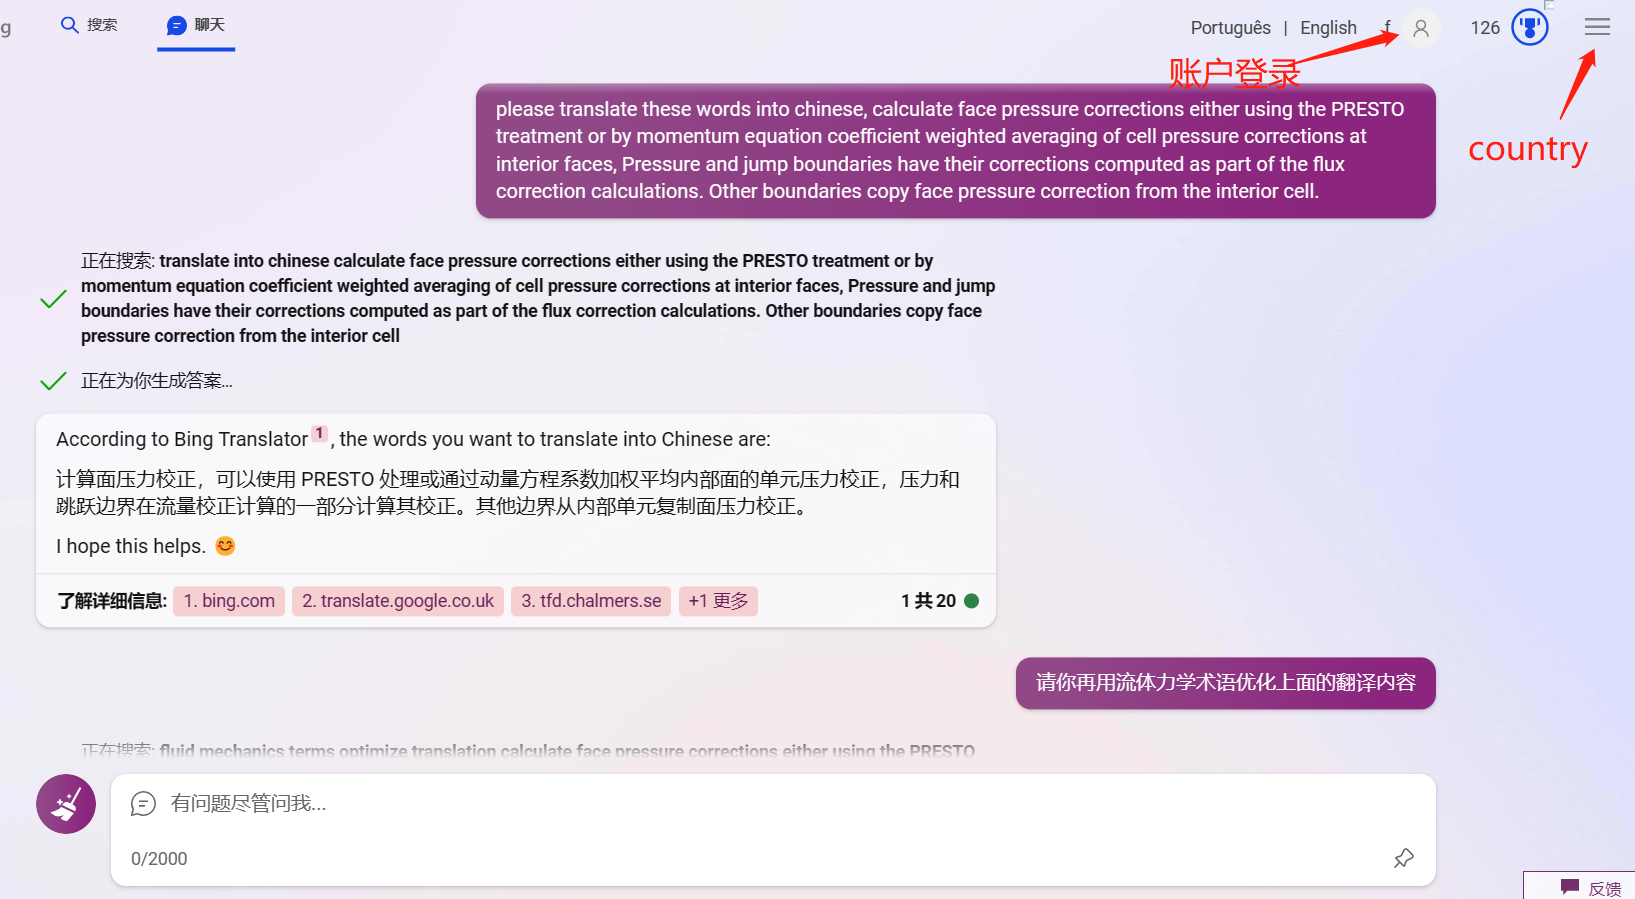 g
搜索
聊天
Português | English f
126
账户登录
country
please translate these words into chinese, calculate face pressure corrections either using the PRESTO
treatment or by momentum equation coefficient weighted averaging of cell pressure corrections at
interior faces, Pressure and jump boundaries have their corrections computed as part of the flux
correction calculations. Other boundaries copy face pressure correction from the interior cell.
正在搜索: translate into chinese calculate face pressure corrections either using the PRESTO treatment or by
momentum equation coefficient weighted averaging of cell pressure corrections at interior faces, Pressure and jump
boundaries have their corrections computed as part of the flux correction calculations. Other boundaries copy face
pressure correction from the interior cell
正在为你生成答案...
According to Bing Translator 1 , the words you want to translate into Chinese are:
计算面压力校正，可以使用 PRESTO 处理或通过动量方程系数加权平均内部面的单元压力校正，压力和
跳跃边界在流量校正计算的一部分计算其校正。其他边界从内部单元复制面压力校正。
I hope this helps. 😊
了解详细信息: 1. bing.com 2. translate.google.co.uk 3. tfd.chalmers.se +1 更多 1 共 20
请你再用流体力学术语优化上面的翻译内容
正在搜索: fluid mechanics terms optimize translation calculate face pressure corrections either using the PRESTO
有问题尽管问我...
0/2000
反馈